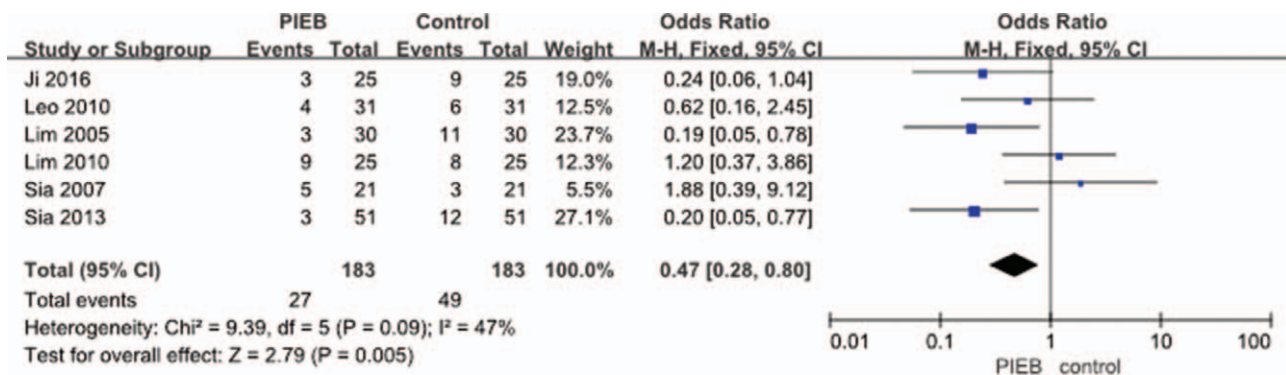 PIEB Control Odds Ratio Odds Ratio
Study or Subgroup Events Total Events Total Weight M-H, Fixed, 95% CI M-H, Fixed, 95% CI
Ji 2016 3 25 9 25 19.0% 0.24 [0.06, 1.04]
Leo 2010 4 31 6 31 12.5% 0.62 [0.16, 2.45]
Lim 2005 3 30 11 30 23.7% 0.19 [0.05, 0.78]
Lim 2010 9 25 8 25 12.3% 1.20 [0.37, 3.86]
Sia 2007 5 21 3 21 5.5% 1.88 [0.39, 9.12]
Sia 2013 3 51 12 51 27.1% 0.20 [0.05, 0.77]
Total (95% CI) 183 183 100.0% 0.47 [0.28, 0.80]
Total events 27 49
Heterogeneity: Chi² = 9.39, df = 5 (P = 0.09); I² = 47%
Test for overall effect: Z = 2.79 (P = 0.005)
0.01 0.1 1 10 100
PIEB control